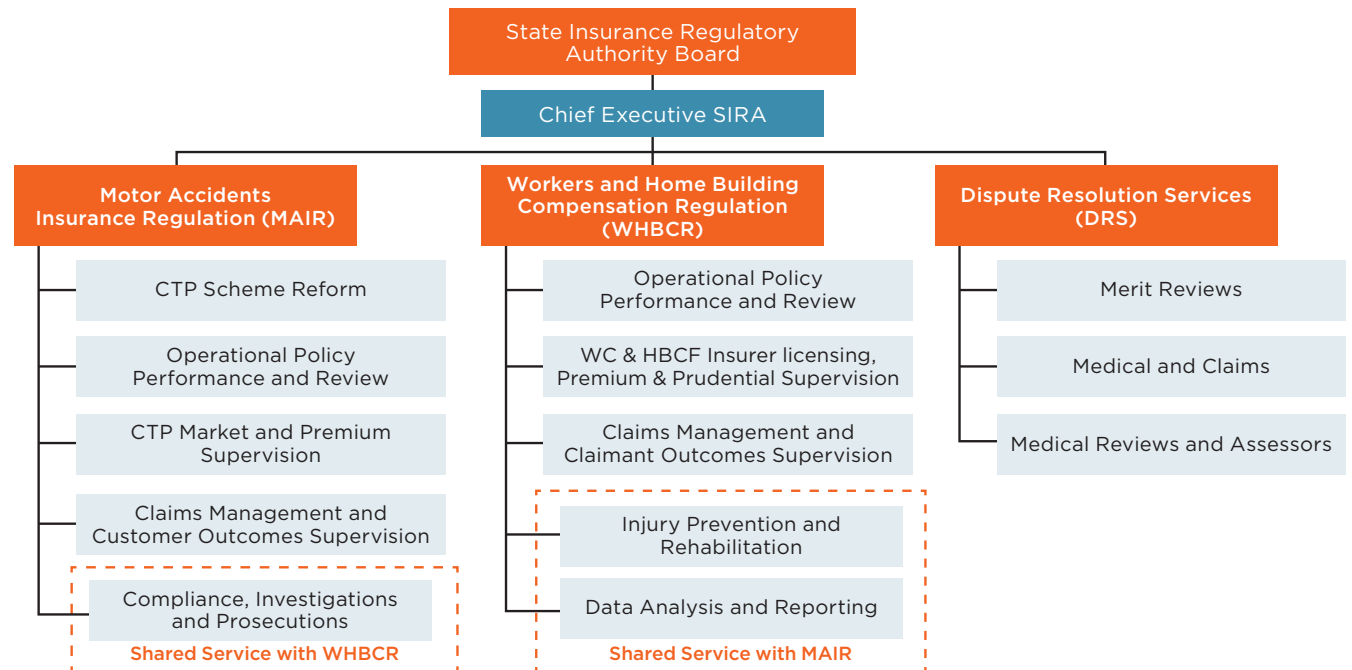 State Insurance Regulatory
Authority Board
Chief Executive SIRA
Motor Accidents
Insurance Regulation (MAIR)
CTP Scheme Reform
Operational Policy
Performance and Review
CTP Market and Premium
Supervision
Claims Management and
Customer Outcomes Supervision
Compliance, Investigations
and Prosecutions
Shared Service with WHBCR
Workers and Home Building
Compensation Regulation
(WHBCR)
Operational Policy
Performance and Review
WC & HBCF Insurer licensing,
Premium & Prudential Supervision
Claims Management and
Claimant Outcomes Supervision
Injury Prevention and
Rehabilitation
Data Analysis and Reporting
Shared Service with MAIR
Dispute Resolution Services
(DRS)
Merit Reviews
Medical and Claims
Medical Reviews and Assessors